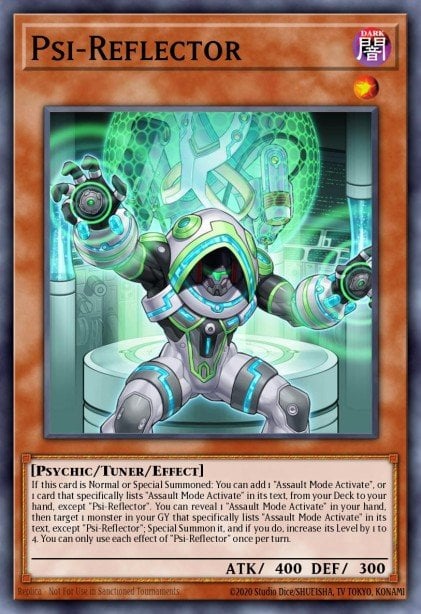 PSI-REFLECTOR
DARK
闇
[PSYCHIC/TUNER/EFFECT]
If this card is Normal or Special Summoned: You can add 1 "Assault Mode Activate", or
1 card that specifically lists "Assault Mode Activate" in its text, from your Deck to your
hand, except "Psi-Reflector". You can reveal 1 "Assault Mode Activate" in your hand,
then target 1 monster in your GY that specifically lists "Assault Mode Activate" in its
text, except "Psi-Reflector"; Special Summon it, and if you do, increase its Level by 1 to
4. You can only use each effect of "Psi-Reflector" once per turn.
ATK/ 400 DEF/ 300
Replica - Not For Use in Sanctioned Tournaments
©2020 Studio Dice/SHUEISHA, TV TOKYO, KONAMI